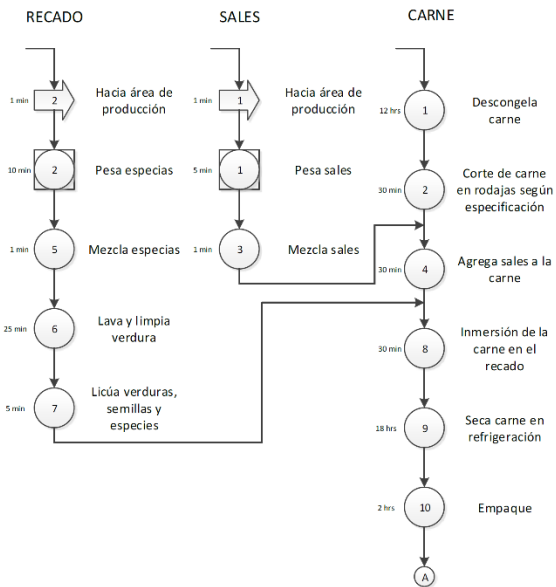 RECADO
SALES
CARNE
1 min
2
Hacia área de
producción
10 min
2
Pesa especias
1 min
5
Mezcla especias
25 min
6
Lava y limpia
verdura
5 min
7
Licúa verduras,
semillas y
especies
1 min
1
Hacia área de
producción
5 min
1
Pesa sales
1 min
3
Mezcla sales
12 hrs
1
Descongela
carne
30 min
2
Corte de carne
en rodajas según
especificación
30 min
4
Agrega sales a la
carne
30 min
8
Inmersión de la
carne en el
recado
18 hrs
9
Seca carne en
refrigeración
2 hrs
10
Empaque
A